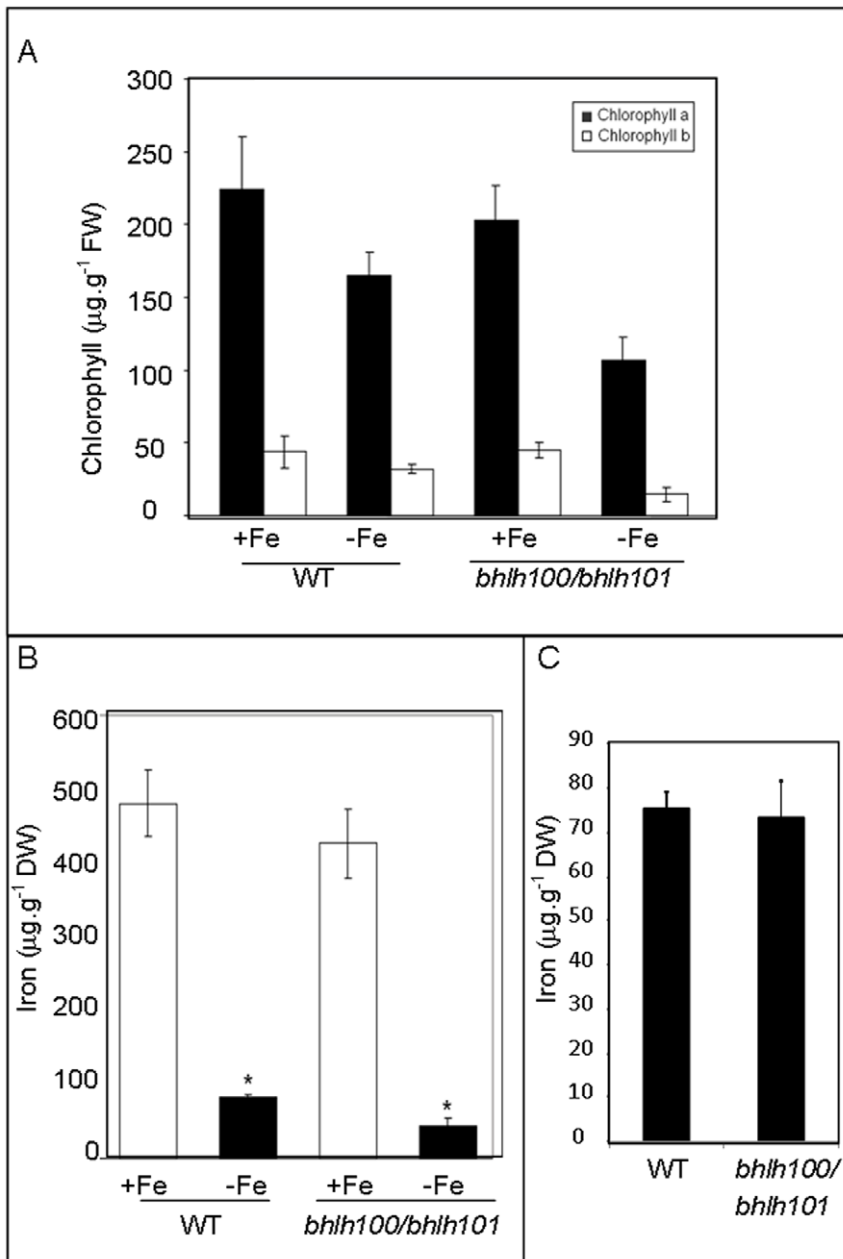 A
Chlorophyll (µg.g⁻¹ FW)
300
250
200
150
100
50
0
Chlorophyll a
Chlorophyll b
+Fe -Fe +Fe -Fe
WT bhlh100/bhlh101
B
Iron (µg.g⁻¹ DW)
600
500
400
300
200
100
0
*
*
+Fe -Fe +Fe -Fe
WT bhlh100/bhlh101
C
Iron (µg.g⁻¹ DW)
90
80
70
60
50
40
30
20
10
0
WT bhlh100/
bhlh101